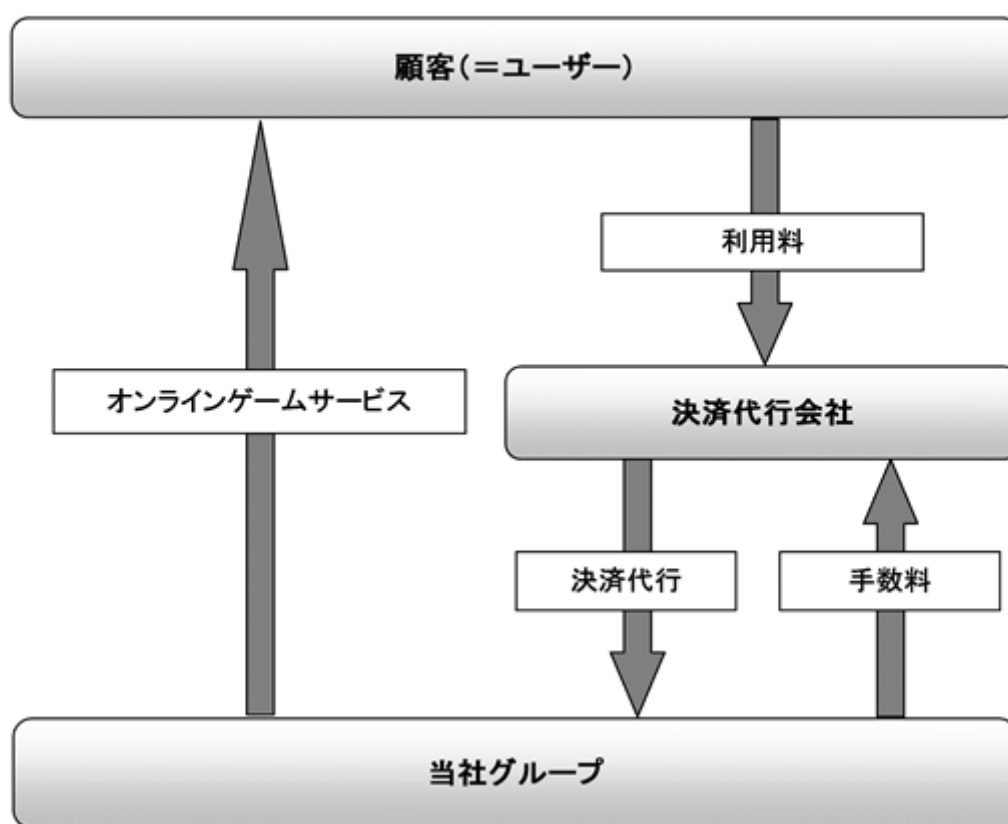 顧客(=ユーザー)
利用料
オンラインゲームサービス
決済代行会社
決済代行
手数料
当社グループ